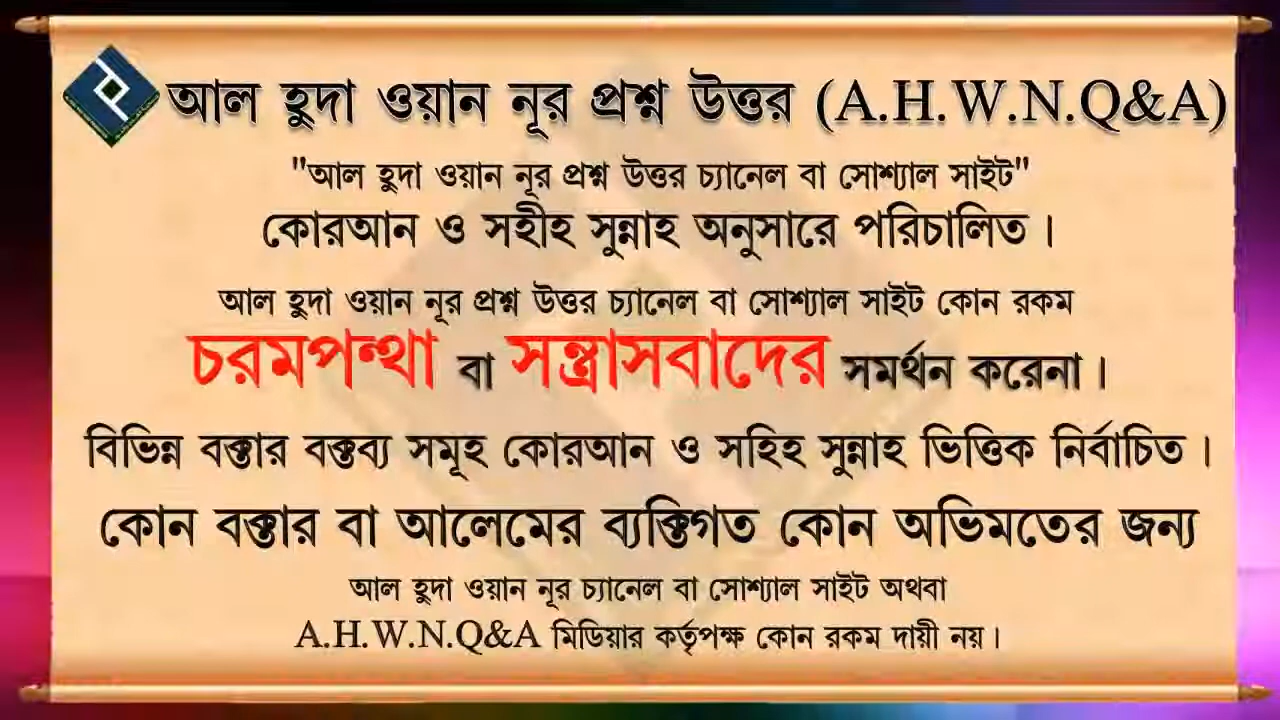 আল হুদা ওয়ান নূর প্রশ্ন উত্তর (A.H.W.N.Q&A)
"আল হুদা ওয়ান নূর প্রশ্ন উত্তর চ্যানেল বা সোশ্যাল সাইট"
কোরআন ও সহীহ সুন্নাহ অনুসারে পরিচালিত।
আল হুদা ওয়ান নূর প্রশ্ন উত্তর চ্যানেল বা সোশ্যাল সাইট কোন রকম
চরমপন্থা বা সন্ত্রাসবাদের সমর্থন করেনা।
বিভিন্ন বক্তার বক্তব্য সমূহ কোরআন ও সহিহ সুন্নাহ ভিত্তিক নির্বাচিত।
কোন বক্তার বা আলেমের ব্যক্তিগত কোন অভিমতের জন্য
আল হুদা ওয়ান নূর চ্যানেল বা সোশ্যাল সাইট অথবা
A.H.W.N.Q&A মিডিয়ার কর্তৃপক্ষ কোন রকম দায়ী নয়।